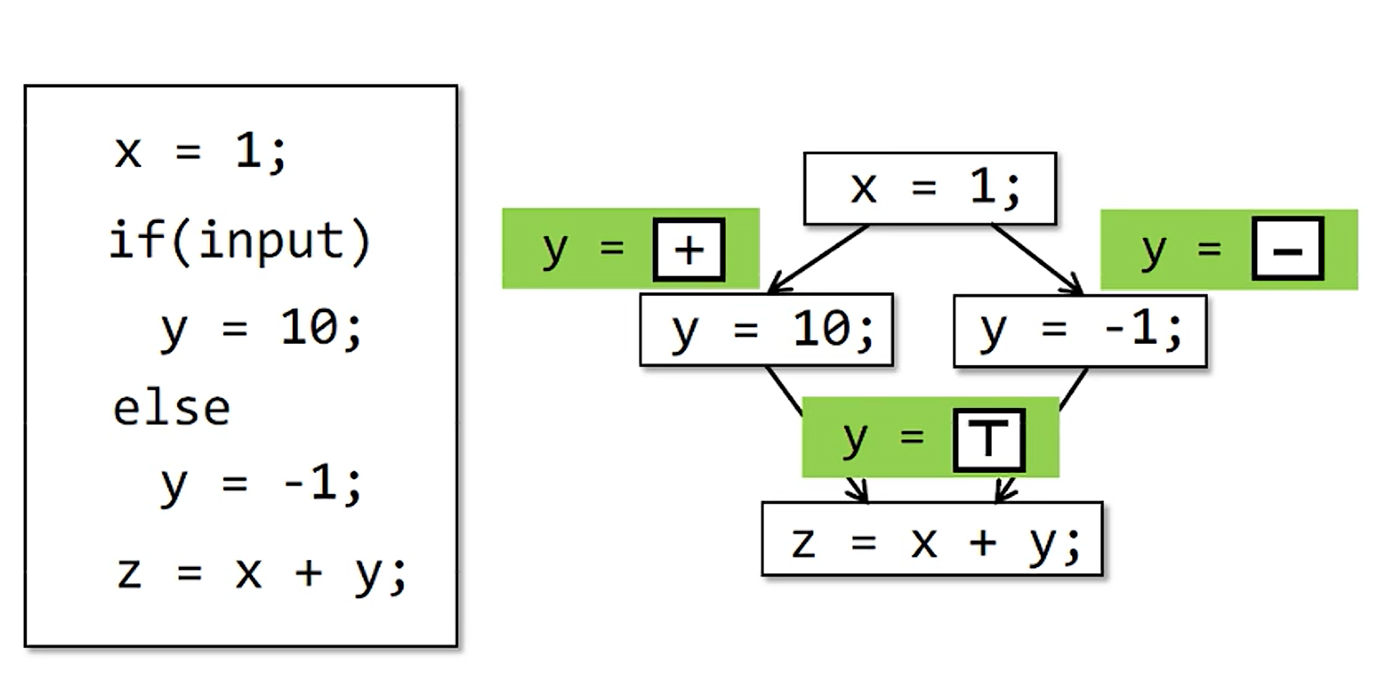 x = 1;
if(input)
y = 10;
else
y = -1;
z = x + y;
x = 1;
y = +
y = −
y = 10;
y = -1;
y = ⊤
z = x + y;